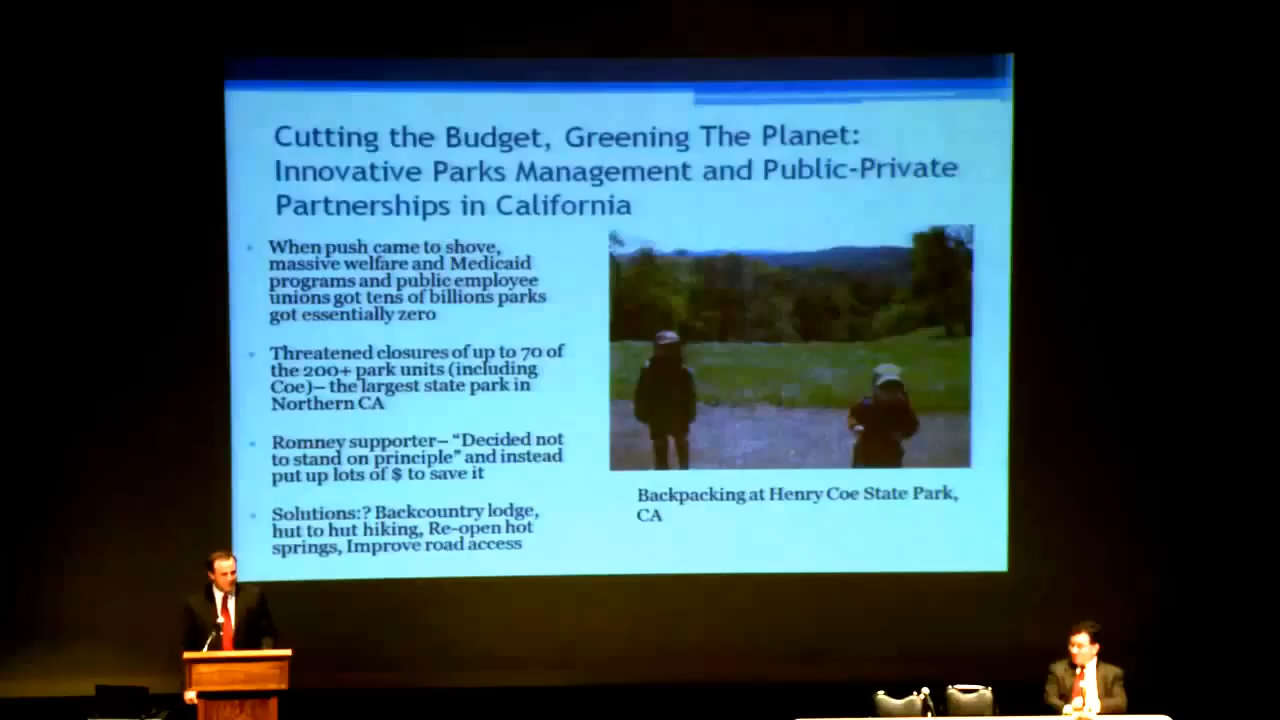 Cutting the Budget, Greening The Planet:
Innovative Parks Management and Public-Private
Partnerships in California
When push came to shove,
massive welfare and Medicaid
programs and public employee
unions got tens of billions parks
got essentially zero
Threatened closures of up to 70 of
the 200+ park units (including
Coe)– the largest state park in
Northern CA
Romney supporter– “Decided not
to stand on principle” and instead
put up lots of $ to save it
Solutions:? Backcountry lodge,
hut to hut hiking, Re-open hot
springs, Improve road access
Backpacking at Henry Coe State Park,
CA